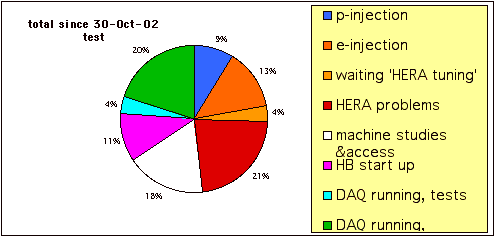 total since 30-Oct-02
test
9%
13%
4%
21%
18%
11%
4%
20%
p-injection
e-injection
waiting 'HERA tuning'
HERA problems
machine studies
&access
HB start up
DAQ running, tests
DAQ running,